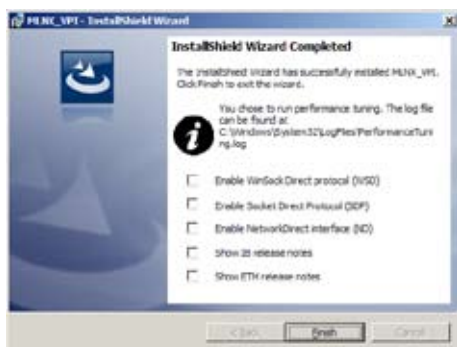 MLNX_VPI - InstallShield Wizard
InstallShield Wizard Completed
The InstallShield Wizard has successfully installed MLNX_VPI.
Click Finish to exit the wizard.
You chose to run performance tuning. The log file
can be found at
C:\Windows\System32\LogFiles\PerformanceTuni
ng.log
Enable WinSock Direct protocol (WSD)
Enable Socket Direct Protocol (SDP)
Enable NetworkDirect interface (ND)
Show IB release notes
Show ETH release notes
< Back
Finish
Cancel